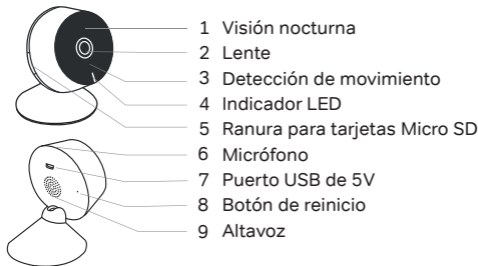 1 Visión nocturna
2 Lente
3 Detección de movimiento
4 Indicador LED
5 Ranura para tarjetas Micro SD
6 Micrófono
7 Puerto USB de 5V
8 Botón de reinicio
9 Altavoz